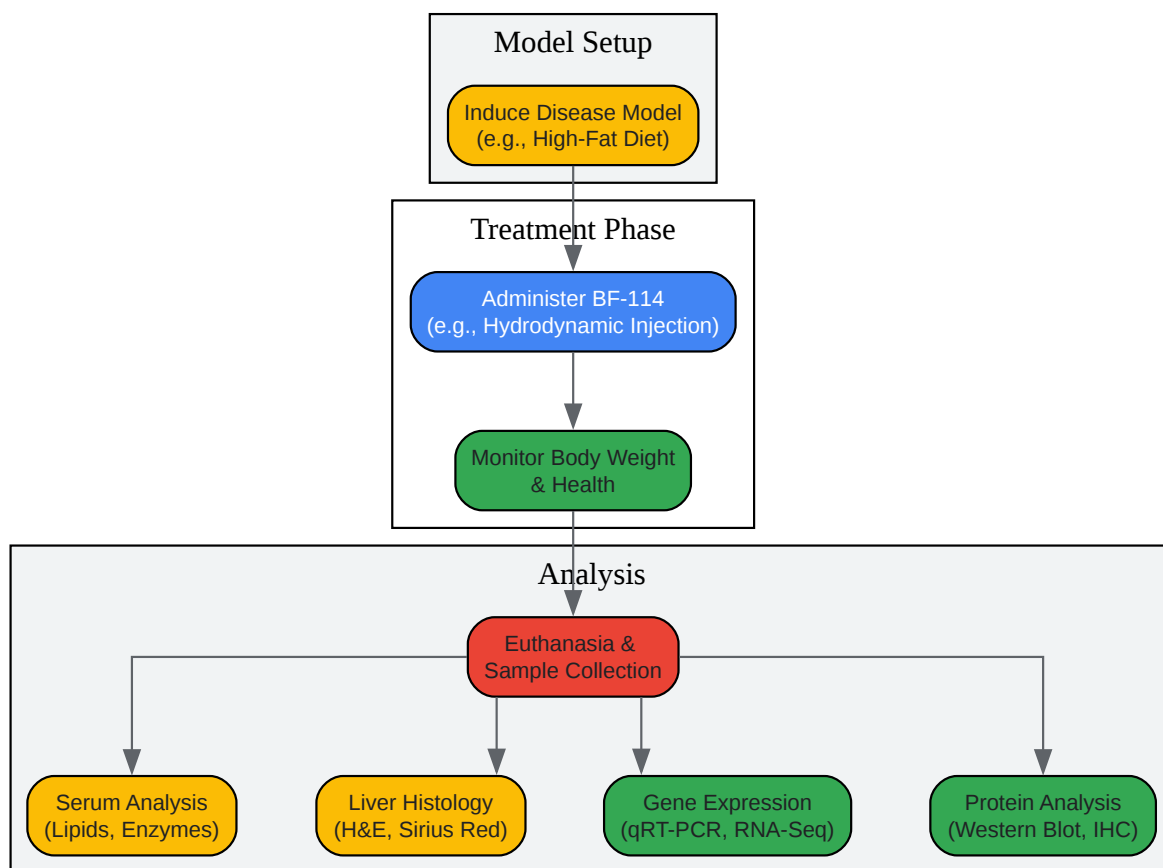 Model Setup
Induce Disease Model
(e.g., High-Fat Diet)
Treatment Phase
Administer BF-114
(e.g., Hydrodynamic Injection)
Monitor Body Weight
& Health
Analysis
Euthanasia &
Sample Collection
Serum Analysis
(Lipids, Enzymes)
Liver Histology
(H&E, Sirius Red)
Gene Expression
(qRT-PCR, RNA-Seq)
Protein Analysis
(Western Blot, IHC)